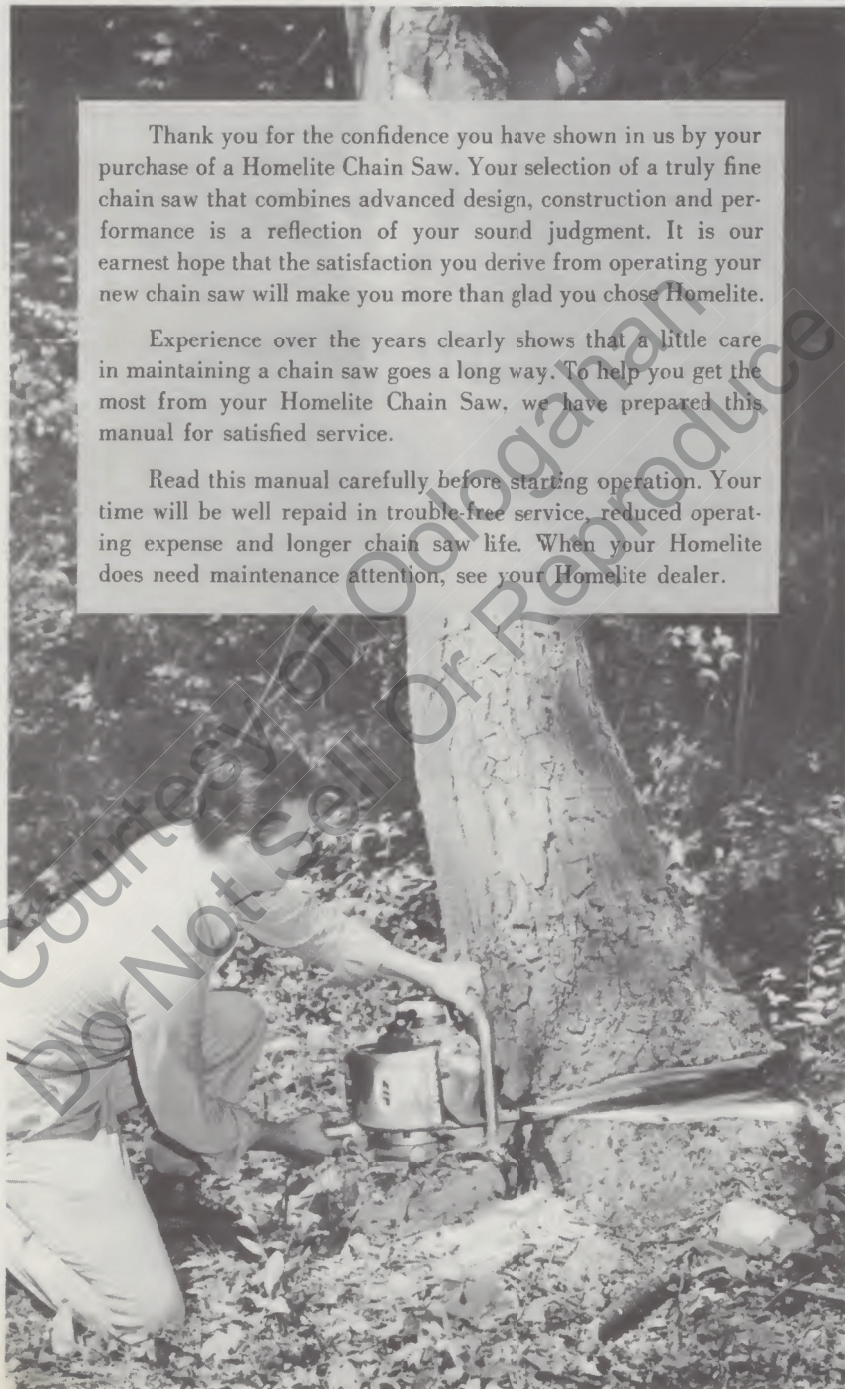 Thank you for the confidence you have shown in us by your
purchase of a Homelite Chain Saw. Your selection of a truly fine
chain saw that combines advanced design, construction and per-
formance is a reflection of your sound judgment. It is our
earnest hope that the satisfaction you derive from operating your
new chain saw will make you more than glad you chose Homelite.
Experience over the years clearly shows that a little care
in maintaining a chain saw goes a long way. To help you get the
most from your Homelite Chain Saw, we have prepared this
manual for satisfied service.
Read this manual carefully before starting operation. Your
time will be well repaid in trouble-free service, reduced operat-
ing expense and longer chain saw life. When your Homelite
does need maintenance attention, see your Homelite dealer.
Courtesy of Oologahan
Do Not Sell Or Reproduce